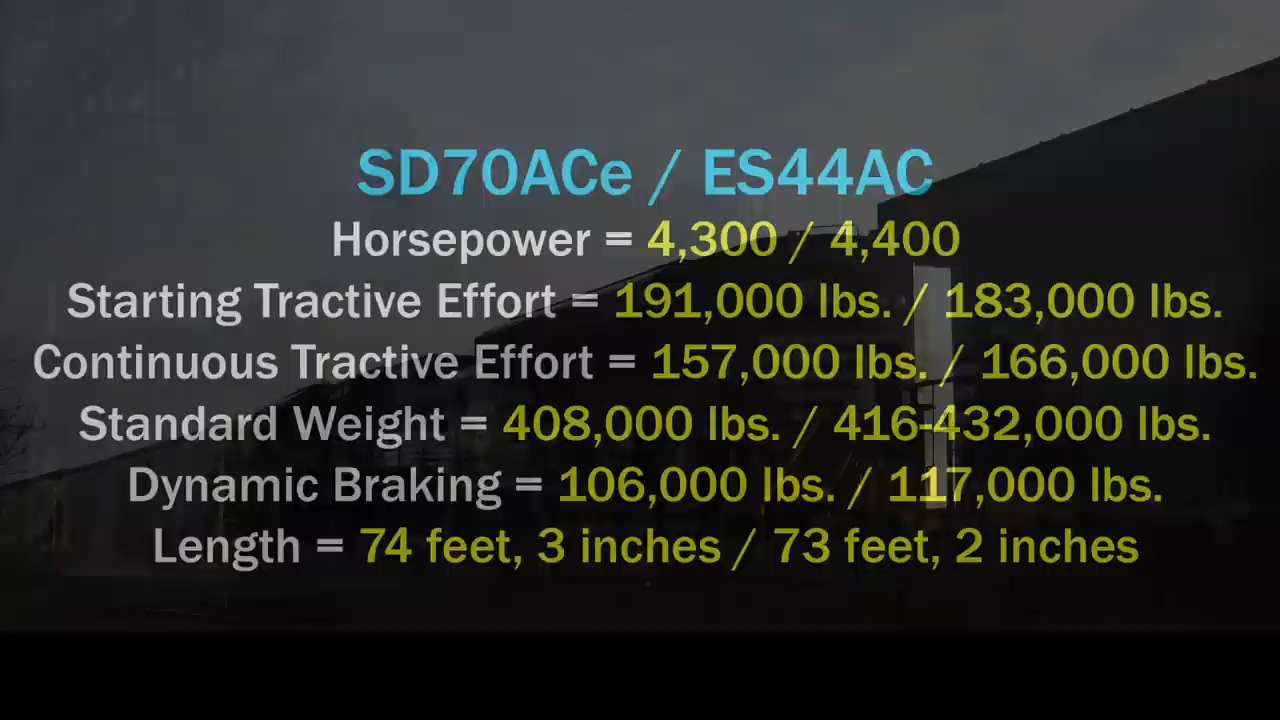 SD70ACe / ES44AC
Horsepower = 4,300 / 4,400
Starting Tractive Effort = 191,000 lbs. / 183,000 lbs.
Continuous Tractive Effort = 157,000 lbs. / 166,000 lbs.
Standard Weight = 408,000 lbs. / 416-432,000 lbs.
Dynamic Braking = 106,000 lbs. / 117,000 lbs.
Length = 74 feet, 3 inches / 73 feet, 2 inches